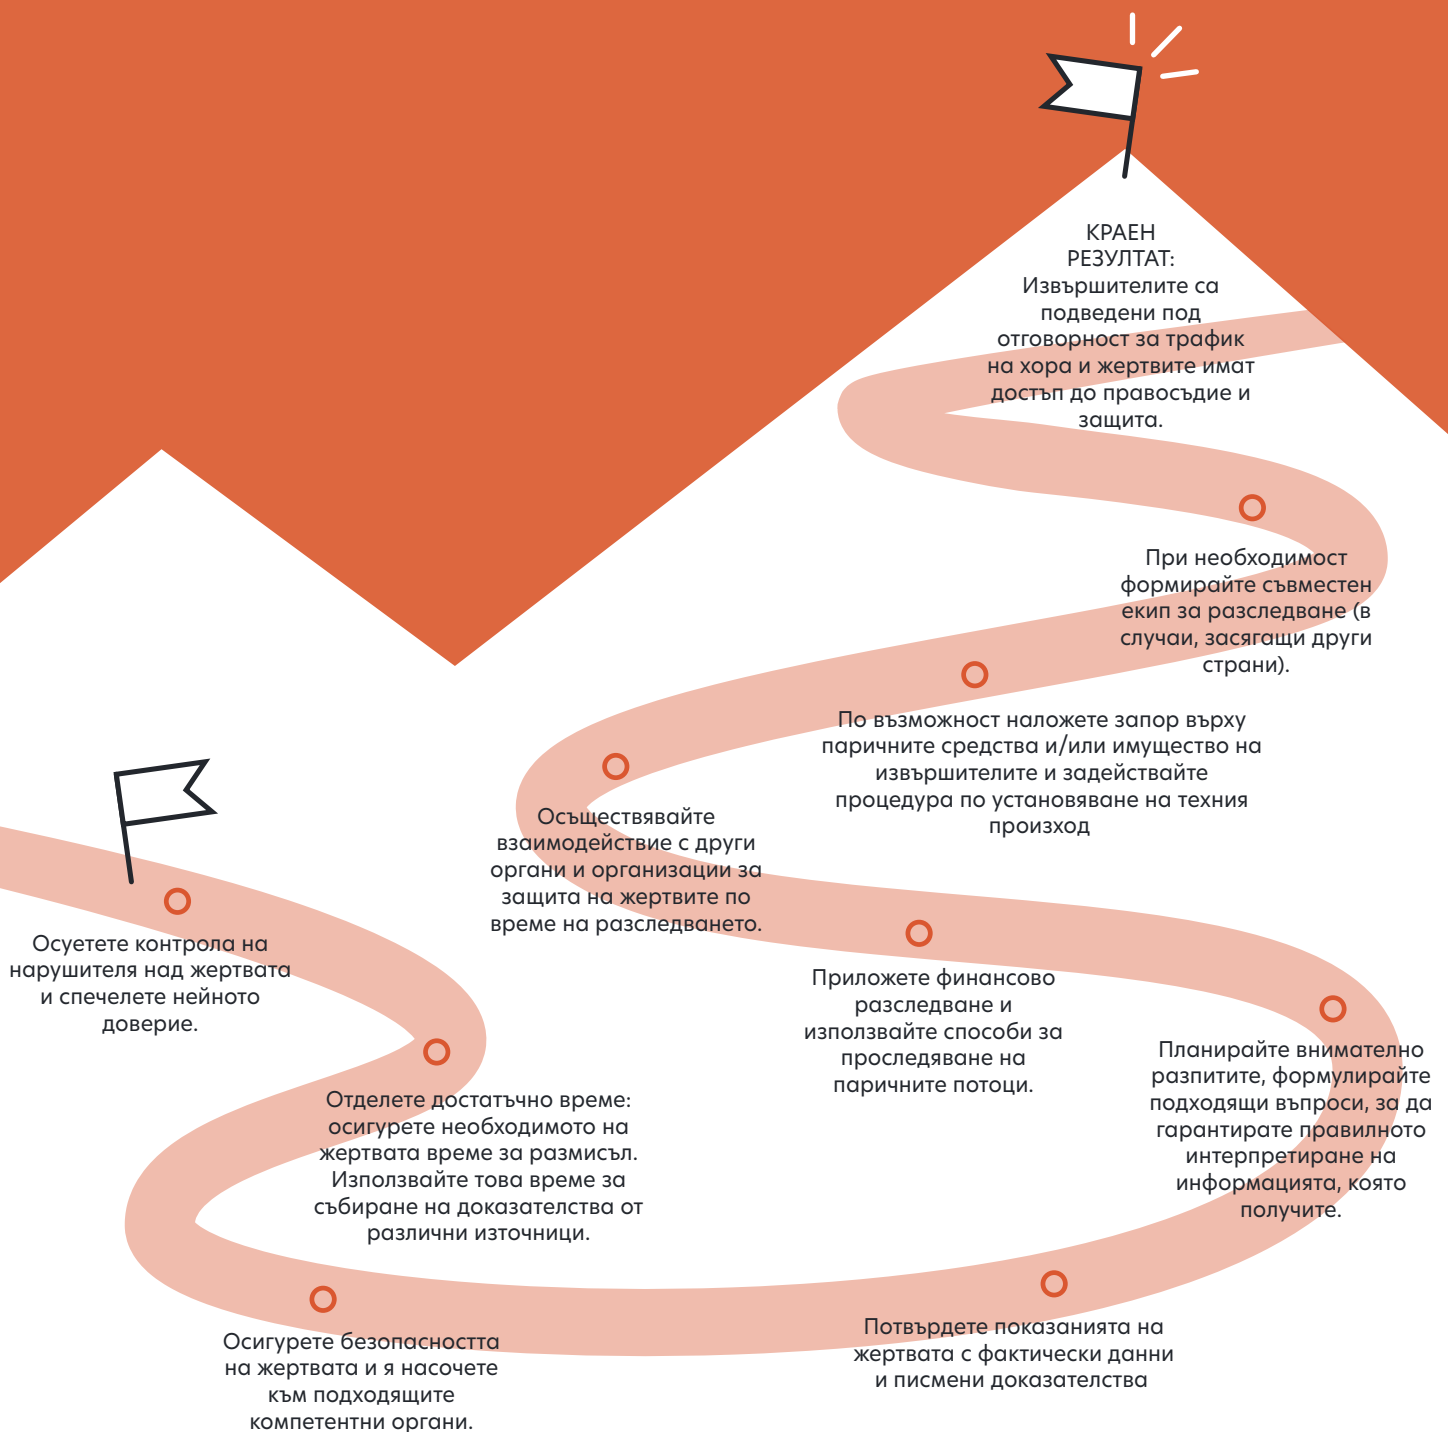 КРАЕН
РЕЗУЛТАТ:
Извършителите са
подведени под
отговорност за трафик
на хора и жертвите имат
достъп до правосъдие и
защита.
При необходимост
формирайте съвместен
екип за разследване (в
случаи, засягащи други
страни).
По възможност наложете запор върху
паричните средства и/или имущество на
извършителите и задействайте
процедура по установяване на техния
произход
Осъществявайте
взаимодействие с други
органи и организации за
защита на жертвите по
време на разследването.
Приложете финансово
разследване и
използвайте способи за
проследяване на
паричните потоци.
Планирайте внимателно
разпитите, формулирайте
подходящи въпроси, за да
гарантирате правилното
интерпретиране на
информацията, която
получите.
Осуетете контрола на
нарушителя над жертвата
и спечелете нейното
доверие.
Отделете достатъчно време:
осигурете необходимото на
жертвата време за размисъл.
Използвайте това време за
събиране на доказателства от
различни източници.
Осигурете безопасността
на жертвата и я насочете
към подходящите
компетентни органи.
Потвърдете показанията на
жертвата с фактически данни
и писмени доказателства